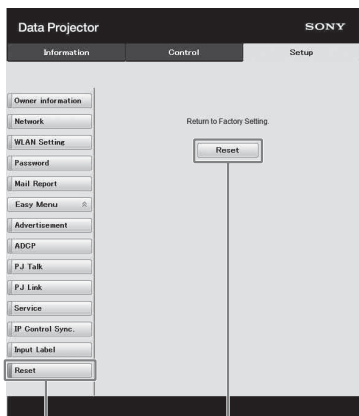 Data Projector
SONY
Information
Control
Setup
Owner information
Network
WLAN Setting
Password
Mail Report
Easy Menu
Advertisement
ADCP
PJ Talk
PJ Link
Service
IP Control Sync.
Input Label
Reset
Return to Factory Setting.
Reset